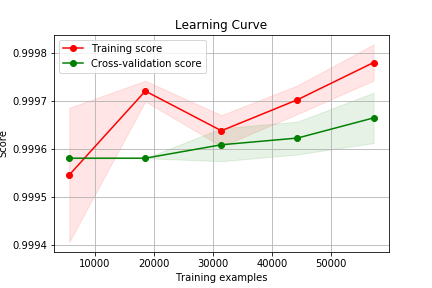 Learning Curve
Training score
Cross-validation score
0.9998
0.9997
0.9996
0.9995
0.9994
Score
10000 20000 30000 40000 50000
Training examples